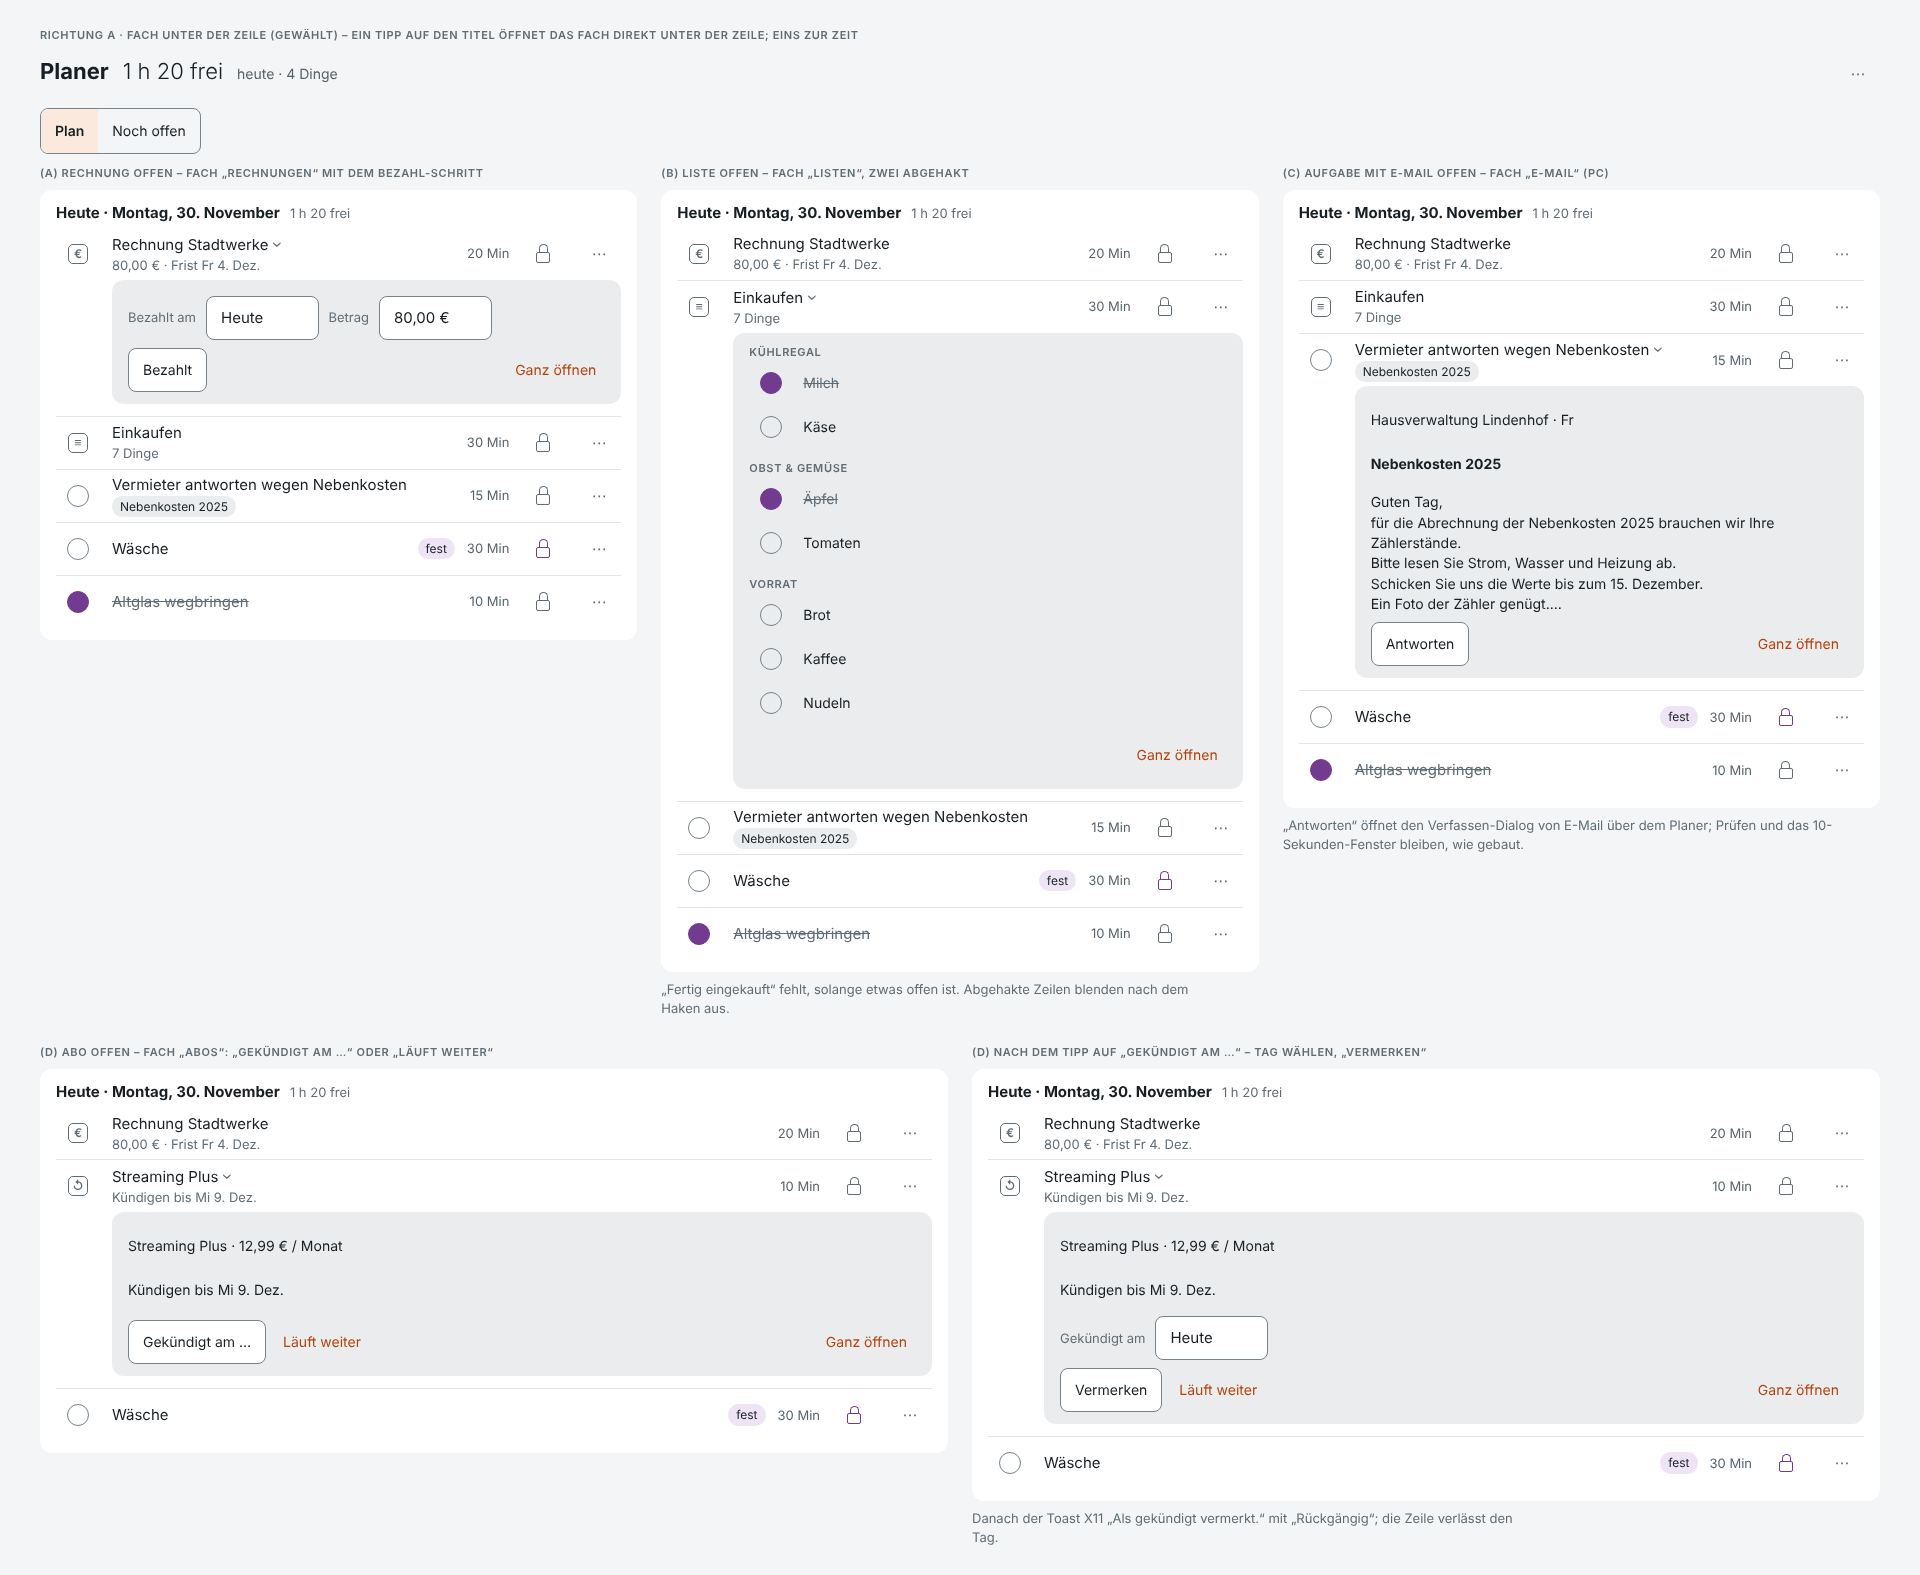 RICHTUNG A · FACH UNTER DER ZEILE (GEWÄHLT) – EIN TIPP AUF DEN TITEL ÖFFNET DAS FACH DIREKT UNTER DER ZEILE; EINS ZUR ZEIT
Planer 1 h 20 frei heute · 4 Dinge ...
Plan Noch offen
(A) RECHNUNG OFFEN – FACH „RECHNUNGEN“ MIT DEM BEZAHL-SCHRITT
Heute · Montag, 30. November 1 h 20 frei
€ Rechnung Stadtwerke 20 Min ...
80,00 € · Frist Fr 4. Dez.
Bezahlt am Heute Betrag 80,00 €
Bezahlt Ganz öffnen
Einkaufen 30 Min ...
7 Dinge
Vermieter antworten wegen Nebenkosten 15 Min ...
Nebenkosten 2025
Wäsche fest 30 Min ...
Altglas wegbringen 10 Min ...
(B) LISTE OFFEN – FACH „LISTEN“, ZWEI ABGEHAKT
Heute · Montag, 30. November 1 h 20 frei
€ Rechnung Stadtwerke 20 Min ...
80,00 € · Frist Fr 4. Dez.
Einkaufen 30 Min ...
7 Dinge
KÜHLREGAL
Milch
Käse
OBST & GEMÜSE
Äpfel
Tomaten
VORRAT
Brot
Kaffee
Nudeln
Ganz öffnen
Vermieter antworten wegen Nebenkosten 15 Min ...
Nebenkosten 2025
Wäsche fest 30 Min ...
Altglas wegbringen 10 Min ...
„Fertig eingekauft“ fehlt, solange etwas offen ist. Abgehakte Zeilen blenden nach dem
Haken aus.
(C) AUFGABE MIT E-MAIL OFFEN – FACH „E-MAIL“ (PC)
Heute · Montag, 30. November 1 h 20 frei
€ Rechnung Stadtwerke 20 Min ...
80,00 € · Frist Fr 4. Dez.
Einkaufen 30 Min ...
7 Dinge
Vermieter antworten wegen Nebenkosten 15 Min ...
Nebenkosten 2025
Hausverwaltung Lindenhof · Fr
Nebenkosten 2025
Guten Tag,
für die Abrechnung der Nebenkosten 2025 brauchen wir Ihre
Zählerstände.
Bitte lesen Sie Strom, Wasser und Heizung ab.
Schicken Sie uns die Werte bis zum 15. Dezember.
Ein Foto der Zähler genügt....
Antworten Ganz öffnen
Wäsche fest 30 Min ...
Altglas wegbringen 10 Min ...
„Antworten“ öffnet den Verfassen-Dialog von E-Mail über dem Planer; Prüfen und das 10-
Sekunden-Fenster bleiben, wie gebaut.
(D) ABO OFFEN – FACH „ABOS“: „GEKÜNDIGT AM ...“ ODER „LÄUFT WEITER“
Heute · Montag, 30. November 1 h 20 frei
€ Rechnung Stadtwerke 20 Min ...
80,00 € · Frist Fr 4. Dez.
Streaming Plus 10 Min ...
Kündigen bis Mi 9. Dez.
Streaming Plus · 12,99 € / Monat
Kündigen bis Mi 9. Dez.
Gekündigt am ... Läuft weiter Ganz öffnen
Wäsche fest 30 Min ...
(D) NACH DEM TIPP AUF „GEKÜNDIGT AM ...“ – TAG WÄHLEN, „VERMERKEN“
Heute · Montag, 30. November 1 h 20 frei
€ Rechnung Stadtwerke 20 Min ...
80,00 € · Frist Fr 4. Dez.
Streaming Plus 10 Min ...
Kündigen bis Mi 9. Dez.
Streaming Plus · 12,99 € / Monat
Kündigen bis Mi 9. Dez.
Gekündigt am Heute
Vermerken Läuft weiter Ganz öffnen
Wäsche fest 30 Min ...
Danach der Toast X11 „Als gekündigt vermerkt.“ mit „Rückgängig“; die Zeile verlässt den
Tag.